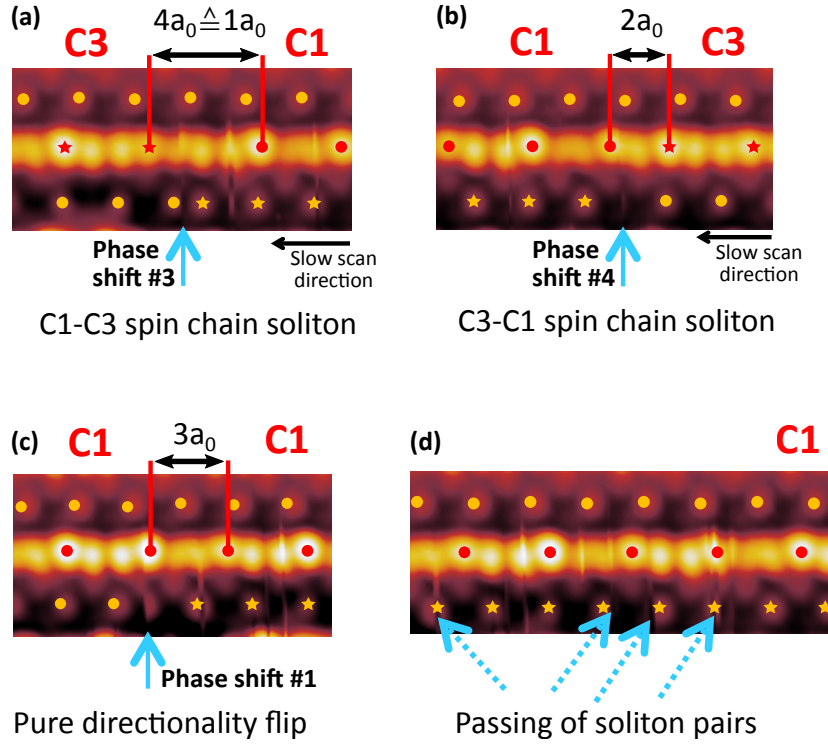 (a)
4a₀≙1a₀
C3
C1
Phase
shift #3
Slow scan
direction
C1-C3 spin chain soliton
(b)
2a₀
C1
C3
Phase
shift #4
Slow scan
direction
C3-C1 spin chain soliton
(c)
3a₀
C1
C1
Phase shift #1
Pure directionality flip
(d)
C1
Passing of soliton pairs